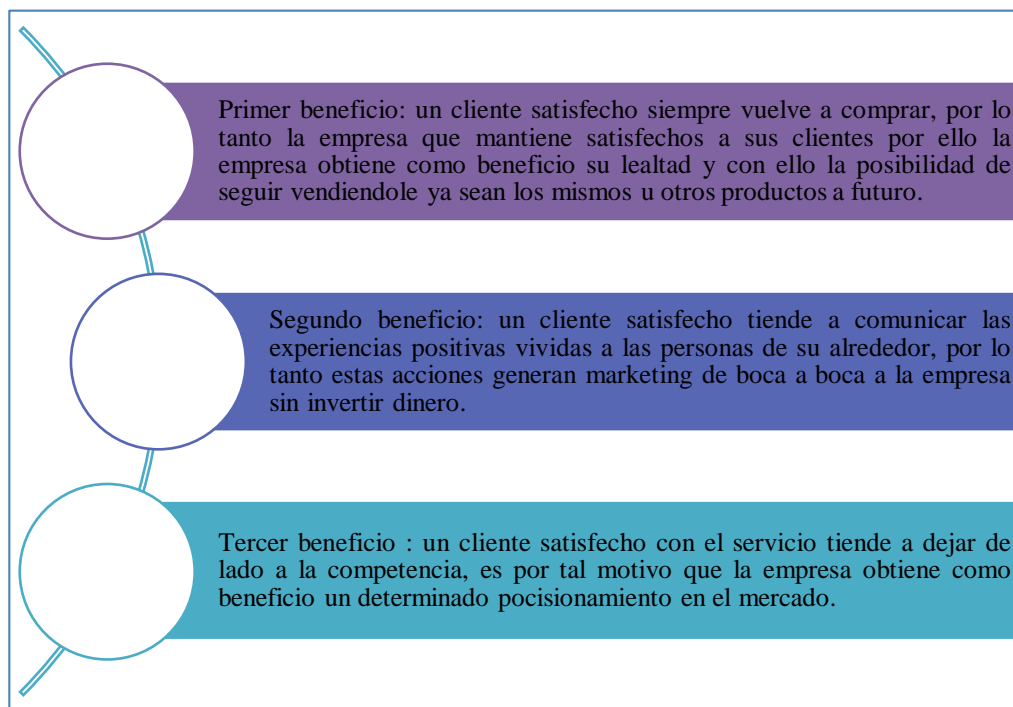 Primer beneficio: un cliente satisfecho siempre vuelve a comprar, por lo
tanto la empresa que mantiene satisfechos a sus clientes por ello la
empresa obtiene como beneficio su lealtad y con ello la posibilidad de
seguir vendiendole ya sean los mismos u otros productos a futuro.
Segundo beneficio: un cliente satisfecho tiende a comunicar las
experiencias positivas vividas a las personas de su alrededor, por lo
tanto estas acciones generan marketing de boca a boca a la empresa
sin invertir dinero.
Tercer beneficio : un cliente satisfecho con el servicio tiende a dejar de
lado a la competencia, es por tal motivo que la empresa obtiene como
beneficio un determinado pocisionamiento en el mercado.